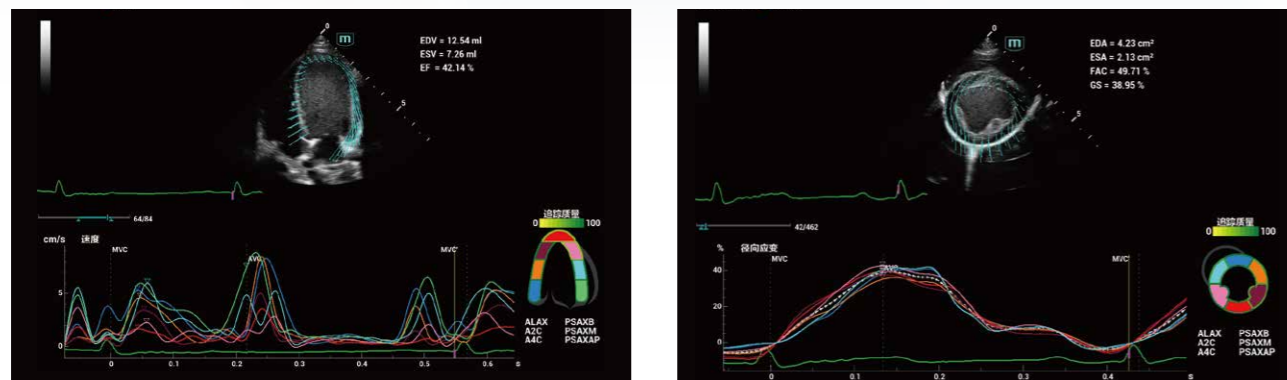 0
m
EDV = 12.54 ml
ESV = 7.26 ml
EF = 42.14 %
5
64/84
追踪质量
0 100
cm/s 速度
MVC AVC MVC'
5
0
0 0.1 0.2 0.3 0.4 0.5 0.6 s
ALAX PSAXB
A2C PSAXM
A4C PSAXAP
0
m
EDA = 4.23 cm²
ESA = 2.13 cm²
FAC = 49.71 %
GS = 38.95 %
5
42/462
追踪质量
0 100
% 径向应变
MVC AVC MVC'
40
20
0
0 0.1 0.2 0.3 0.4 s
ALAX PSAXB
A2C PSAXM
A4C PSAXAP